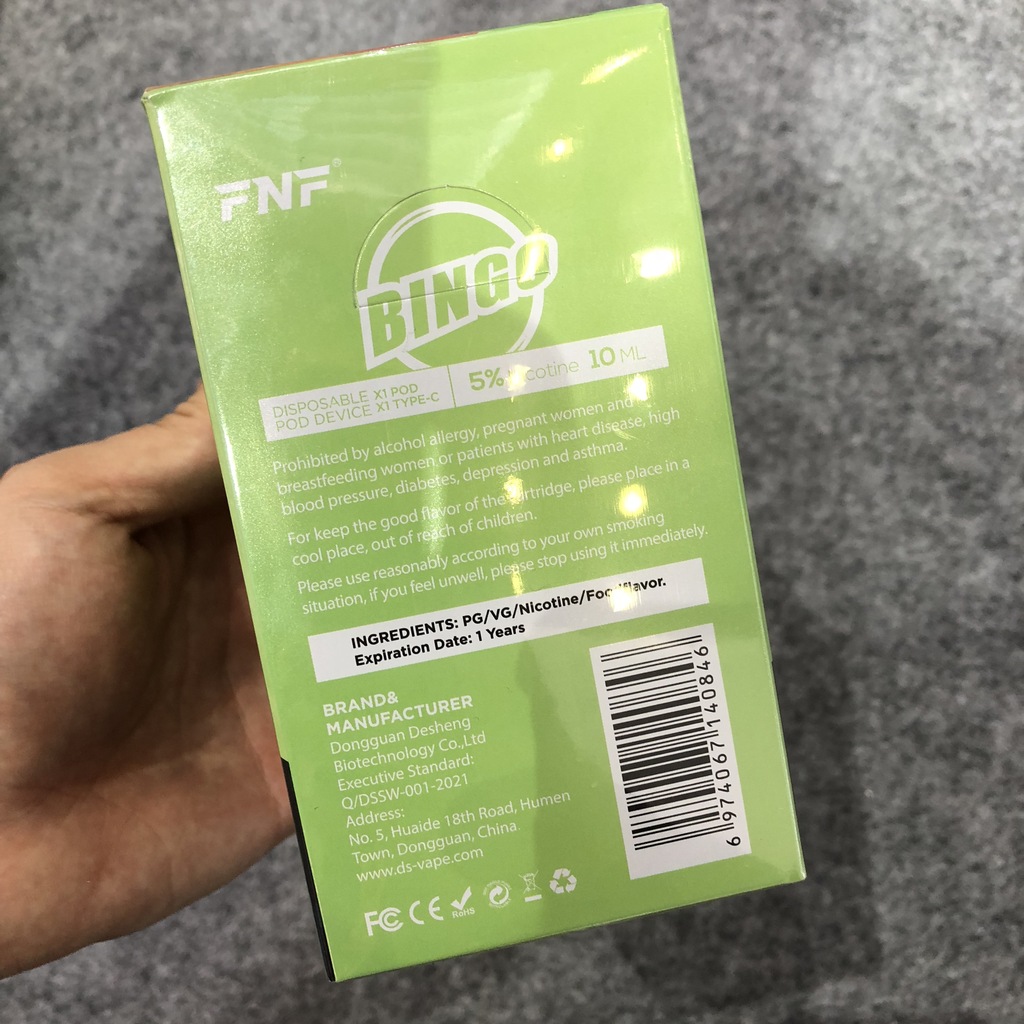 FNF®
BINGO
DISPOSABLE X1 POD
POD DEVICE X1 TYPE-C
5% Nicotine 10 ML
Prohibited by alcohol allergy, pregnant women and
breastfeeding women or patients with heart disease, high
blood pressure, diabetes, depression and asthma.
For keep the good flavor of the cartridge, please place in a
cool place, out of reach of children.
Please use reasonably according to your own smoking
situation, if you feel unwell, please stop using it immediately.
INGREDIENTS: PG/VG/Nicotine/Food flavor.
Expiration Date: 1 Years
BRAND&
MANUFACTURER
Dongguan Desheng
Biotechnology Co.,Ltd
Executive Standard:
Q/DSSW-001-2021
Address:
No. 5, Huaide 18th Road, Humen
Town, Dongguan, China.
www.ds-vape.com
FC CE RoHS
6 974067 140846